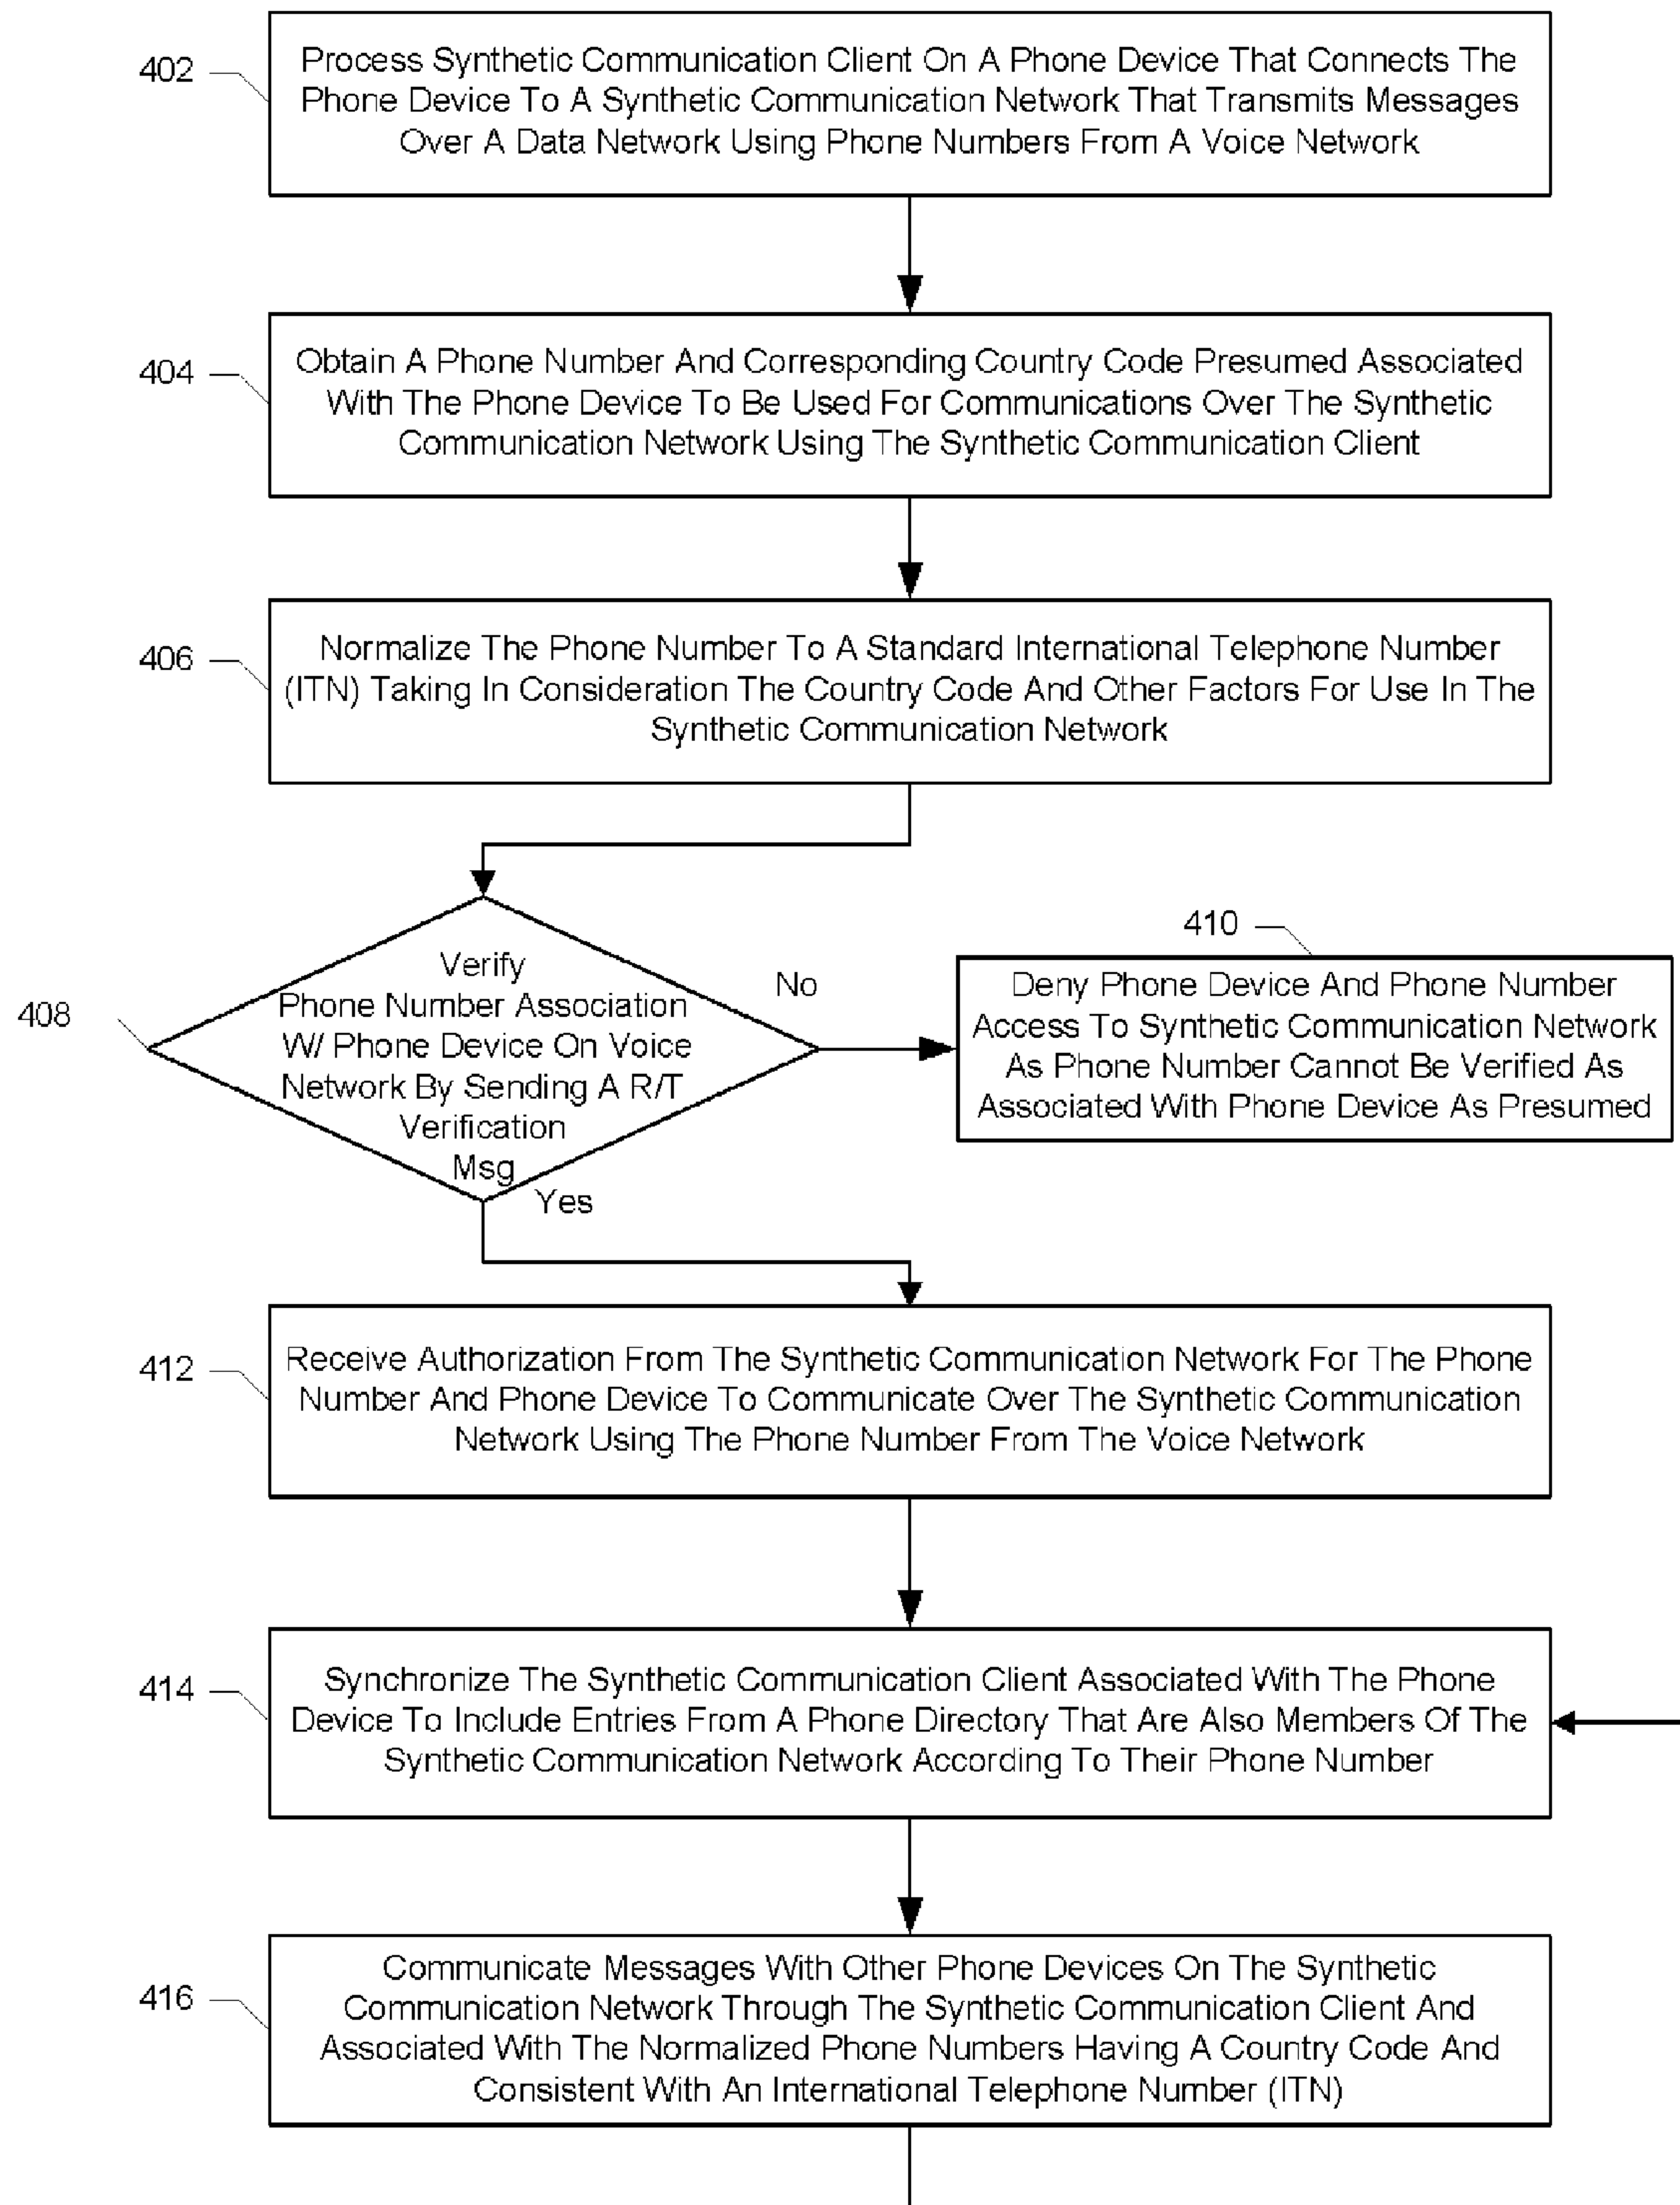 402
Process Synthetic Communication Client On A Phone Device That Connects The
Phone Device To A Synthetic Communication Network That Transmits Messages
Over A Data Network Using Phone Numbers From A Voice Network
404
Obtain A Phone Number And Corresponding Country Code Presumed Associated
With The Phone Device To Be Used For Communications Over The Synthetic
Communication Network Using The Synthetic Communication Client
406
Normalize The Phone Number To A Standard International Telephone Number
(ITN) Taking In Consideration The Country Code And Other Factors For Use In The
Synthetic Communication Network
408
Verify
Phone Number Association
W/ Phone Device On Voice
Network By Sending A R/T
Verification
Msg
No
Yes
410
Deny Phone Device And Phone Number
Access To Synthetic Communication Network
As Phone Number Cannot Be Verified As
Associated With Phone Device As Presumed
412
Receive Authorization From The Synthetic Communication Network For The Phone
Number And Phone Device To Communicate Over The Synthetic Communication
Network Using The Phone Number From The Voice Network
414
Synchronize The Synthetic Communication Client Associated With The Phone
Device To Include Entries From A Phone Directory That Are Also Members Of The
Synthetic Communication Network According To Their Phone Number
416
Communicate Messages With Other Phone Devices On The Synthetic
Communication Network Through The Synthetic Communication Client And
Associated With The Normalized Phone Numbers Having A Country Code And
Consistent With An International Telephone Number (ITN)